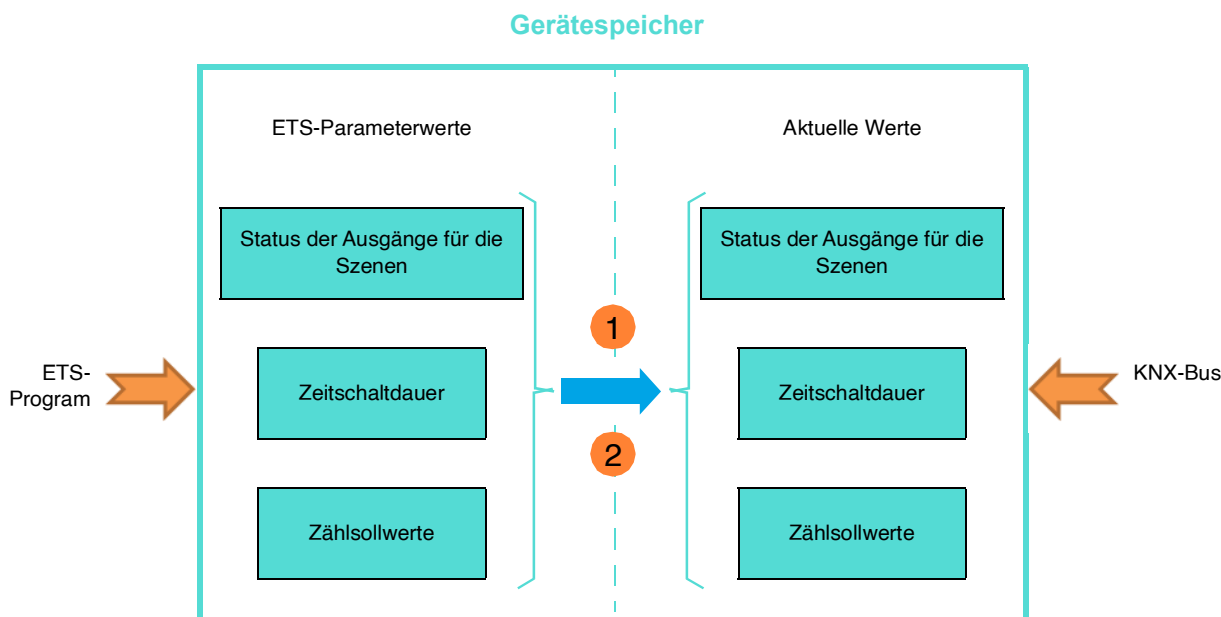 Gerätespeicher
ETS-Parameterwerte
Aktuelle Werte
Status der Ausgänge für die
Szenen
Status der Ausgänge für die
Szenen
1
ETS-
Program
Zeitschaltdauer
Zeitschaltdauer
KNX-Bus
2
Zählsollwerte
Zählsollwerte